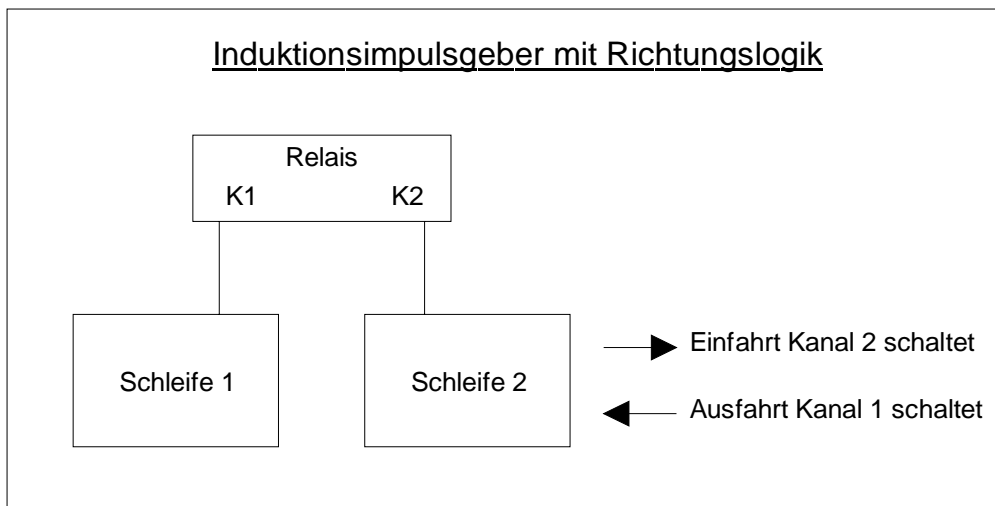 Induktionsimpulsgeber mit Richtungslogik
Relais
K1 K2
Schleife 1
Schleife 2
Einfahrt Kanal 2 schaltet
Ausfahrt Kanal 1 schaltet